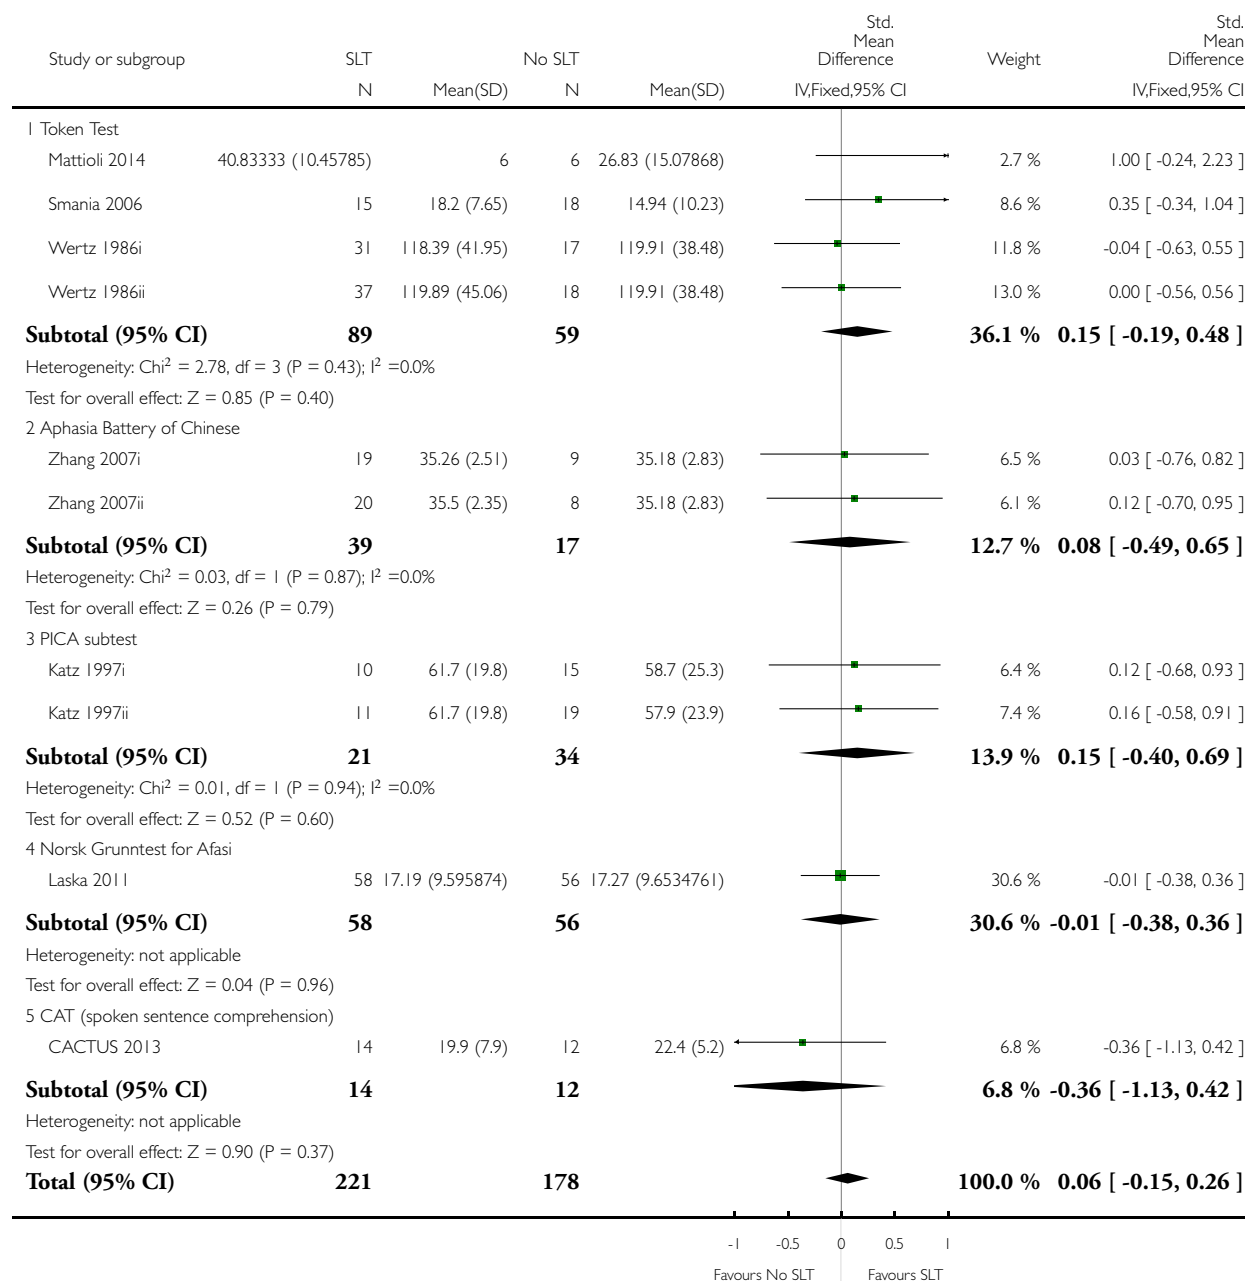 Std. Mean Difference Std. Mean Difference
Study or subgroup SLT No SLT Weight
N Mean(SD) N Mean(SD) IV,Fixed,95% CI IV,Fixed,95% CI
1 Token Test
Mattioli 2014 40.83333 (10.45785) 6 6 26.83 (15.07868) 2.7 % 1.00 [ -0.24, 2.23 ]
Smania 2006 15 18.2 (7.65) 18 14.94 (10.23) 8.6 % 0.35 [ -0.34, 1.04 ]
Wertz 1986i 31 118.39 (41.95) 17 119.91 (38.48) 11.8 % -0.04 [ -0.63, 0.55 ]
Wertz 1986ii 37 119.89 (45.06) 18 119.91 (38.48) 13.0 % 0.00 [ -0.56, 0.56 ]
Subtotal (95% CI) 89 59 36.1 % 0.15 [ -0.19, 0.48 ]
Heterogeneity: Chi² = 2.78, df = 3 (P = 0.43); I² =0.0%
Test for overall effect: Z = 0.85 (P = 0.40)
2 Aphasia Battery of Chinese
Zhang 2007i 19 35.26 (2.51) 9 35.18 (2.83) 6.5 % 0.03 [ -0.76, 0.82 ]
Zhang 2007ii 20 35.5 (2.35) 8 35.18 (2.83) 6.1 % 0.12 [ -0.70, 0.95 ]
Subtotal (95% CI) 39 17 12.7 % 0.08 [ -0.49, 0.65 ]
Heterogeneity: Chi² = 0.03, df = 1 (P = 0.87); I² =0.0%
Test for overall effect: Z = 0.26 (P = 0.79)
3 PICA subtest
Katz 1997i 10 61.7 (19.8) 15 58.7 (25.3) 6.4 % 0.12 [ -0.68, 0.93 ]
Katz 1997ii 11 61.7 (19.8) 19 57.9 (23.9) 7.4 % 0.16 [ -0.58, 0.91 ]
Subtotal (95% CI) 21 34 13.9 % 0.15 [ -0.40, 0.69 ]
Heterogeneity: Chi² = 0.01, df = 1 (P = 0.94); I² =0.0%
Test for overall effect: Z = 0.52 (P = 0.60)
4 Norsk Grunntest for Afasi
Laska 2011 58 17.19 (9.595874) 56 17.27 (9.6534761) 30.6 % -0.01 [ -0.38, 0.36 ]
Subtotal (95% CI) 58 56 30.6 % -0.01 [ -0.38, 0.36 ]
Heterogeneity: not applicable
Test for overall effect: Z = 0.04 (P = 0.96)
5 CAT (spoken sentence comprehension)
CACTUS 2013 14 19.9 (7.9) 12 22.4 (5.2) 6.8 % -0.36 [ -1.13, 0.42 ]
Subtotal (95% CI) 14 12 6.8 % -0.36 [ -1.13, 0.42 ]
Heterogeneity: not applicable
Test for overall effect: Z = 0.90 (P = 0.37)
Total (95% CI) 221 178 100.0 % 0.06 [ -0.15, 0.26 ]
-1 -0.5 0 0.5 1
Favours No SLT Favours SLT